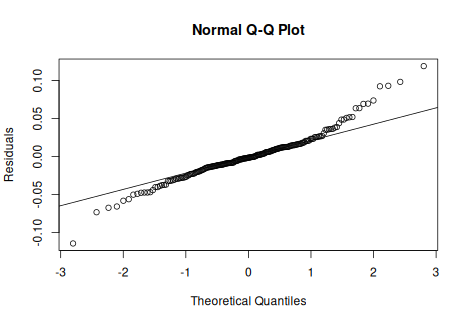 Normal Q-Q Plot
Residuals
0.10
0.05
0.00
-0.05
-0.10
-3 -2 -1 0 1 2 3
Theoretical Quantiles